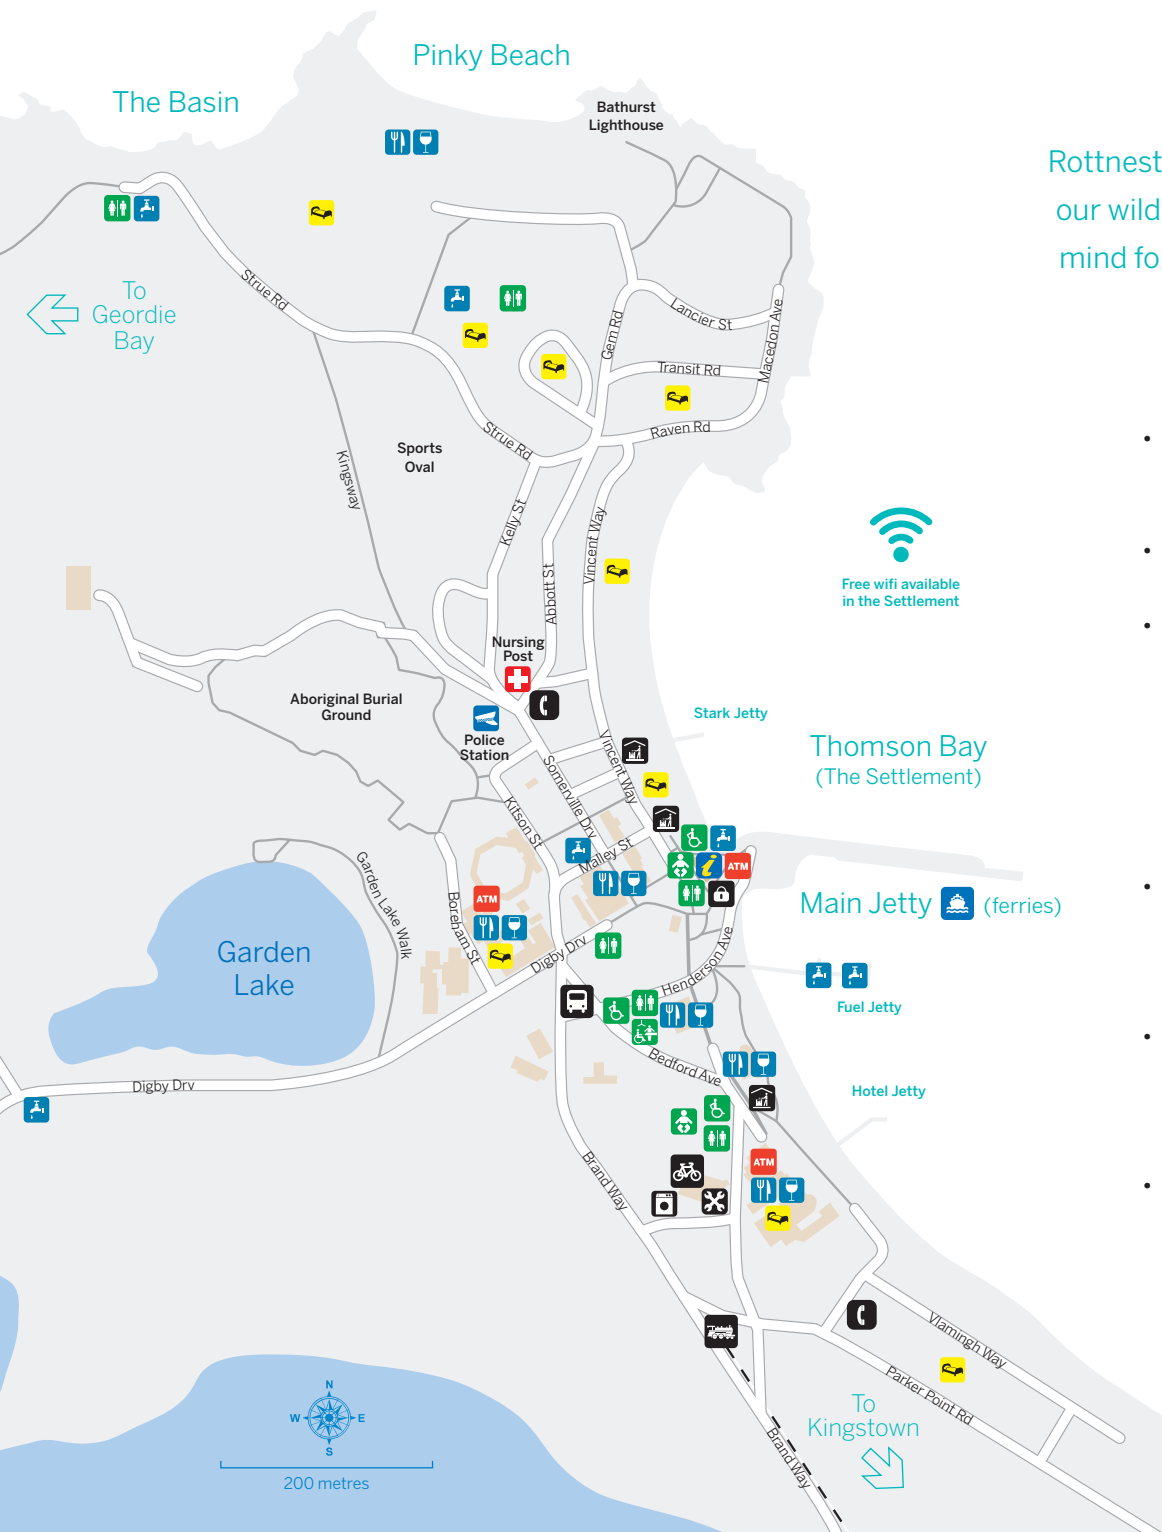 Pinky Beach
The Basin
Bathurst
Lighthouse
Rottnest
our wild
mind fo
To
Geordie
Bay
Strue Rd
Gem Rd
Lancier St
Macedon Ave
Transit Rd
Raven Rd
Strue Rd
Sports
Oval
Kingsway
Kelly St
Abbott St
Vincent Way
Free wifi available
in the Settlement
Nursing
Post
Aboriginal Burial
Ground
Police
Station
Stark Jetty
Thomson Bay
(The Settlement)
Vincent Way
Somerville Drv
Kitson St
Malley St
i
ATM
Main Jetty
(ferries)
Garden Lake Walk
Boreham St
ATM
Garden
Lake
Digby Drv
Henderson Ave
Fuel Jetty
Bedford Ave
Hotel Jetty
Digby Drv
ATM
Brand Way
Vlamingh Way
Parker Point Rd
To
Kingstown
Brand Way
N
W
E
S
200 metres